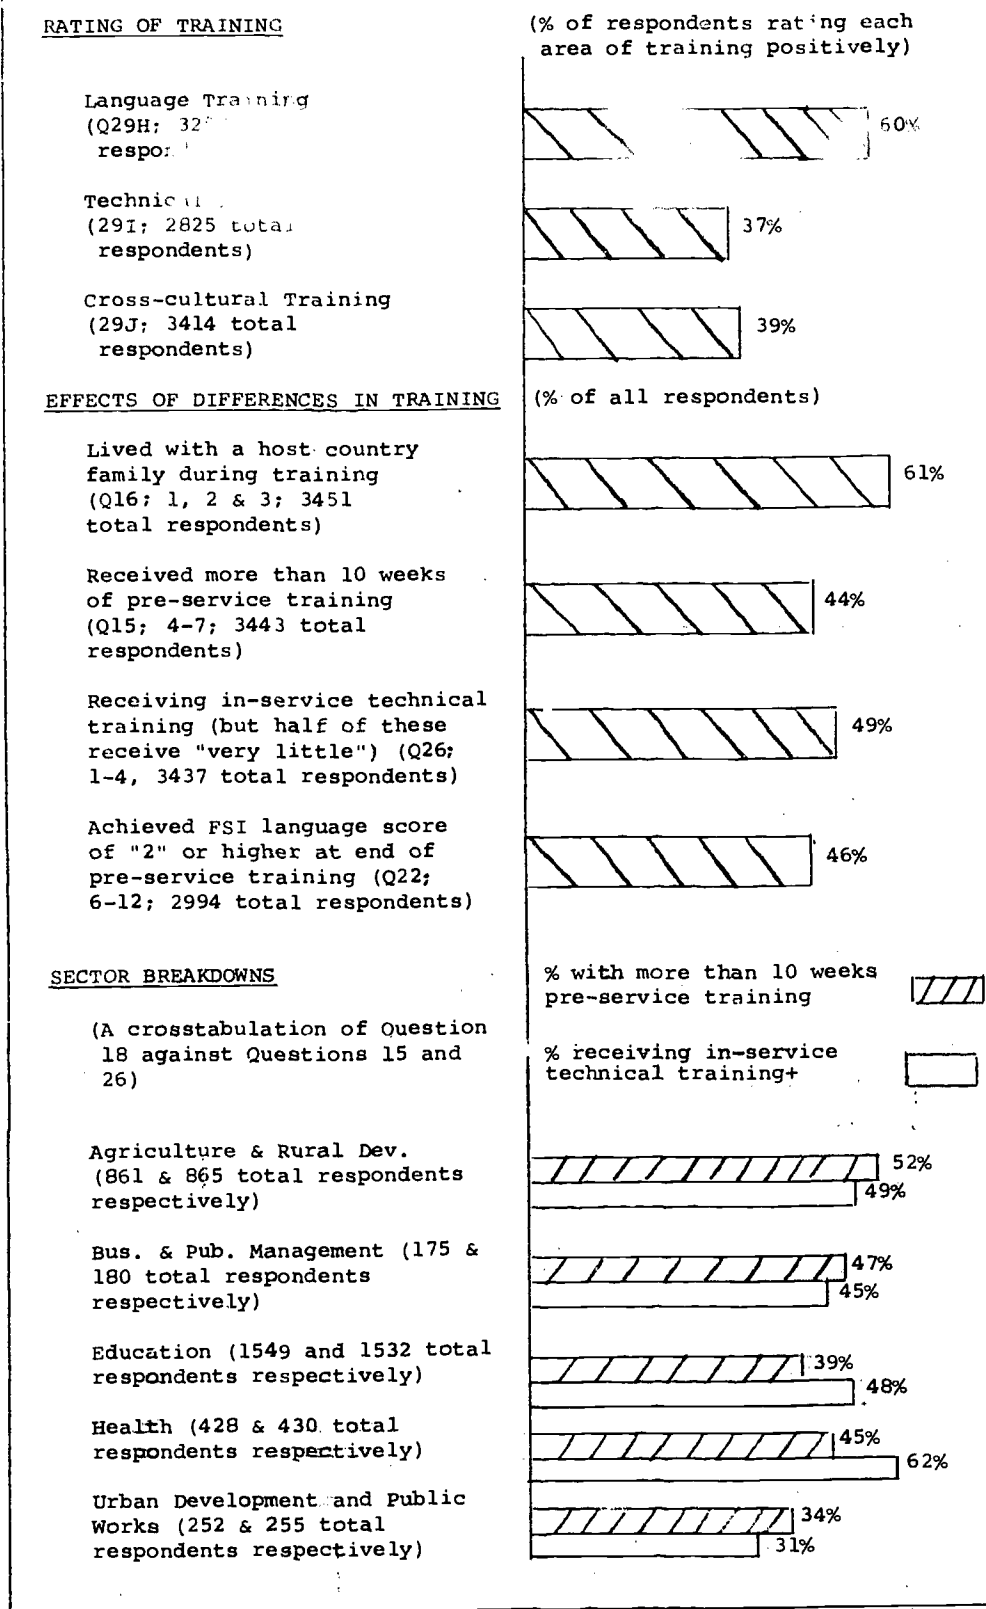 RATING OF TRAINING
(% of respondents rating each
area of training positively)
Language Training
(Q29H;
60%
(29I; 2825 total
respondents)
37%
Cross-cultural Training
(29J; 3414 total
respondents)
39%
EFFECTS OF DIFFERENCES IN TRAINING
(% of all respondents)
Lived with a host country
family during training
(Q16; 1, 2 & 3; 3451
total respondents)
61%
Received more than 10 weeks
of pre-service training
(Q15; 4-7; 3443 total
respondents)
44%
Receiving in-service technical
training (but half of these
receive "very little") (Q26;
1-4, 3437 total respondents)
49%
Achieved FSI language score
of "2" or higher at end of
pre-service training (Q22;
6-12; 2994 total respondents)
46%
SECTOR BREAKDOWNS
% with more than 10 weeks
pre-service training
(A crosstabulation of Question
18 against Questions 15 and
26)
% receiving in-service
technical training+
Agriculture & Rural Dev.
(861 & 865 total respondents
respectively)
52%
49%
Bus. & Pub. Management (175 &
180 total respondents
respectively)
47%
45%
Education (1549 and 1532 total
respondents respectively)
39%
48%
Health (428 & 430 total
respondents respectively)
45%
62%
Urban Development and Public
Works (252 & 255 total
respondents respectively)
34%
31%